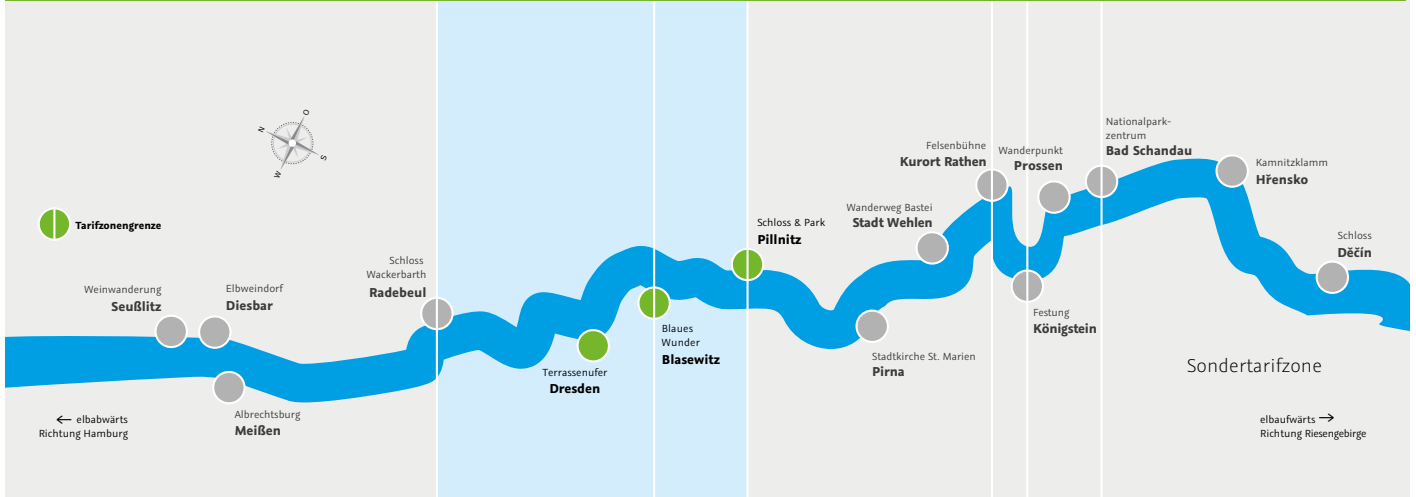 O
N
S
W
Tarifzonengrenze
Weinwanderung
Seußlitz
Elbweindorf
Diesbar
Albrechtsburg
Meißen
← elbabwärts
Richtung Hamburg
Schloss
Wackerbarth
Radebeul
Terrassenufer
Dresden
Blaues
Wunder
Blasewitz
Schloss & Park
Pillnitz
Stadtkirche St. Marien
Pirna
Wanderweg Bastei
Stadt Wehlen
Felsenbühne
Kurort Rathen
Festung
Königstein
Wanderpunkt
Prossen
Nationalpark-
zentrum
Bad Schandau
Kamnitzklamm
Hřensko
Schloss
Děčín
Sondertarifzone
elbaufwärts →
Richtung Riesengebirge